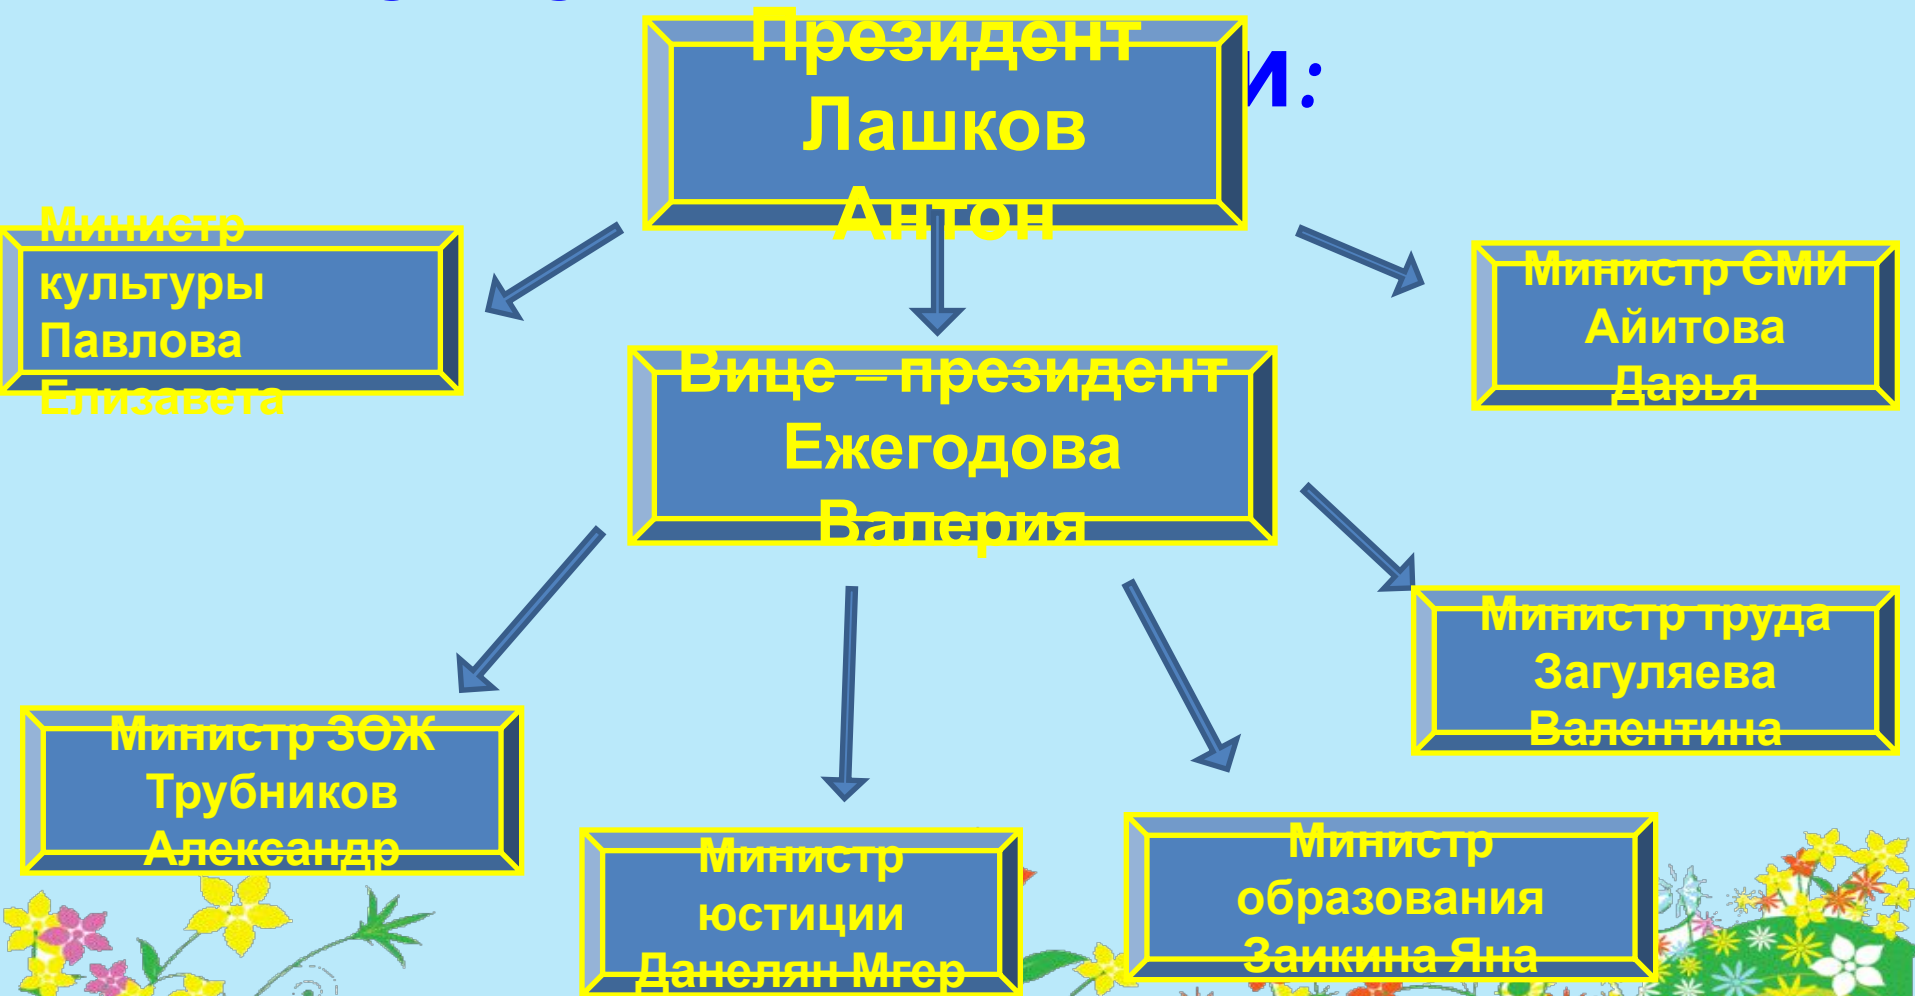 и:
Президент
Лашков
Антон
Министр
культуры
Павлова
Елизавета
Министр СМИ
Айитова
Дарья
Вице – президент
Ежегодова
Валерия
Министр труда
Загуляева
Валентина
Министр ЗОЖ
Трубников
Александр
Министр
юстиции
Данелян Мгер
Министр
образования
Заикина Яна